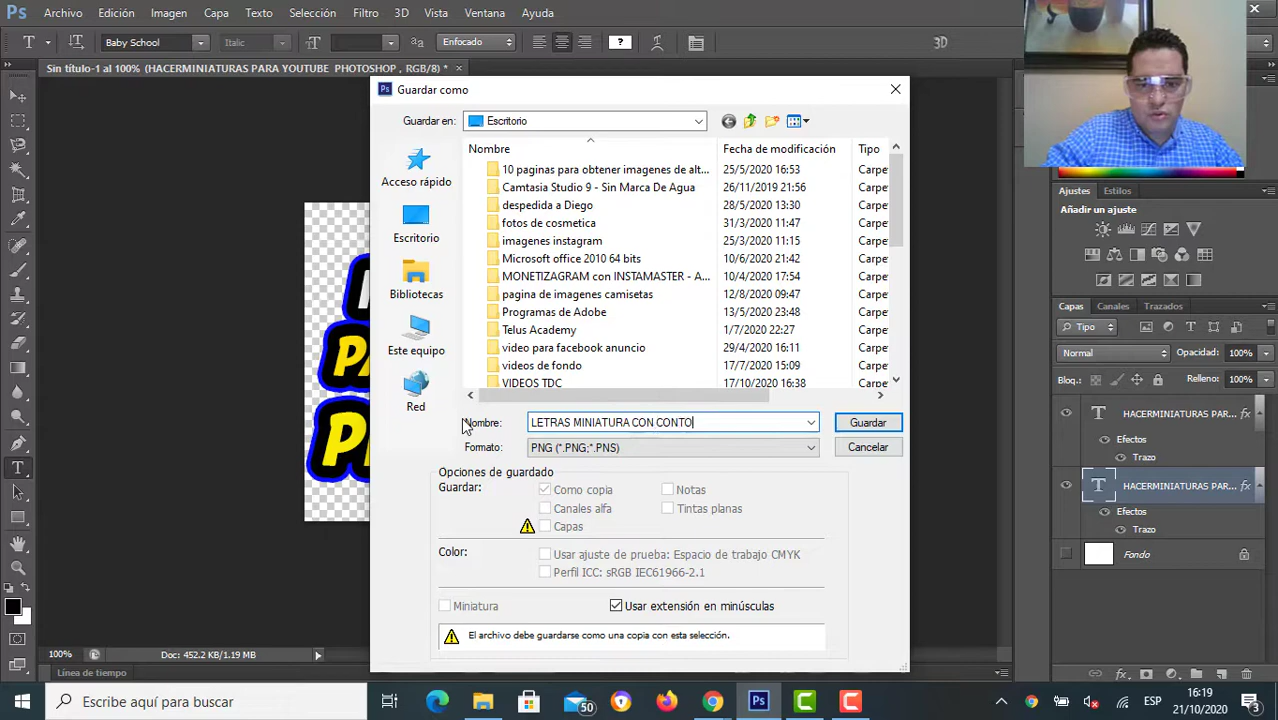 Ps Archivo Edición Imagen Capa Texto Selección Filtro 3D Vista Ventana Ayuda
T Baby School Italic Enfocado 3D
Sin título-1 al 100% (HACERMINIATURAS PARA YOUTUBE PHOTOSHOP , RGB/8) *
Guardar como
Guardar en: Escritorio
Nombre Fecha de modificación Tipo
10 paginas para obtener imagenes de alt... 25/5/2020 16:53 Carpe
Camtasia Studio 9 - Sin Marca De Agua 26/11/2019 21:56 Carpe
despedida a Diego 28/5/2020 13:30 Carpe
fotos de cosmetica 31/3/2020 11:47 Carpe
imagenes instagram 25/3/2020 11:15 Carpe
Microsoft office 2010 64 bits 10/6/2020 21:42 Carpe
MONETIZAGRAM con INSTAMASTER - A... 10/4/2020 17:54 Carpe
pagina de imagenes camisetas 12/8/2020 09:47 Carpe
Programas de Adobe 13/5/2020 23:48 Carpe
Telus Academy 1/7/2020 22:27 Carpe
video para facebook anuncio 29/4/2020 16:11 Carpe
videos de fondo 17/7/2020 15:09 Carpe
VIDEOS TDC 17/10/2020 16:38 Carpe
Acceso rápido
Escritorio
Bibliotecas
Este equipo
Red
Nombre: LETRAS MINIATURA CON CONTO Guardar
Formato: PNG (*.PNG;*.PNS) Cancelar
Opciones de guardado
Guardar: Como copia Notas
Canales alfa Tintas planas
Capas
Color: Usar ajuste de prueba: Espacio de trabajo CMYK
Perfil ICC: sRGB IEC61966-2.1
Miniatura Usar extensión en minúsculas
El archivo debe guardarse como una copia con esta selección.
Ajustes Estilos
Añadir un ajuste
Capas Canales Trazados
Tipo
Normal Opacidad: 100%
Bloq.: Relleno: 100%
T HACERMINIATURAS PAR... fx
Efectos
Trazo
T HACERMINIATURAS PAR... fx
Efectos
Trazo
Fondo
100% Doc: 452.2 KB/1.19 MB
Línea de tiempo
Escribe aquí para buscar 50 Ps ESP 16:19
21/10/2020 3